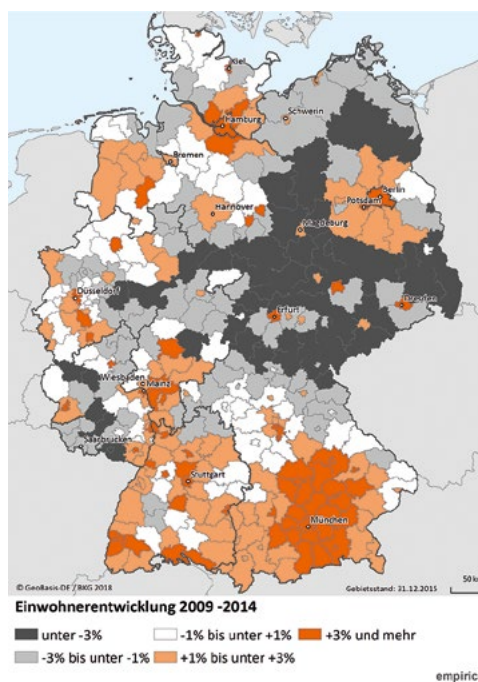 Kiel
Schwerin
Hamburg
Bremen
Berlin
Hannover
Potsdam
Magdeburg
Düsseldorf
Erfurt
Dresden
Wiesbaden
Mainz
Saarbrücken
Stuttgart
München
© GeoBasis-DE / BKG 2018
Gebietsstand: 31.12.2015
50 k
Einwohnerentwicklung 2009 -2014
unter -3%
-1% bis unter +1%
+3% und mehr
-3% bis unter -1%
+1% bis unter +3%
empiric